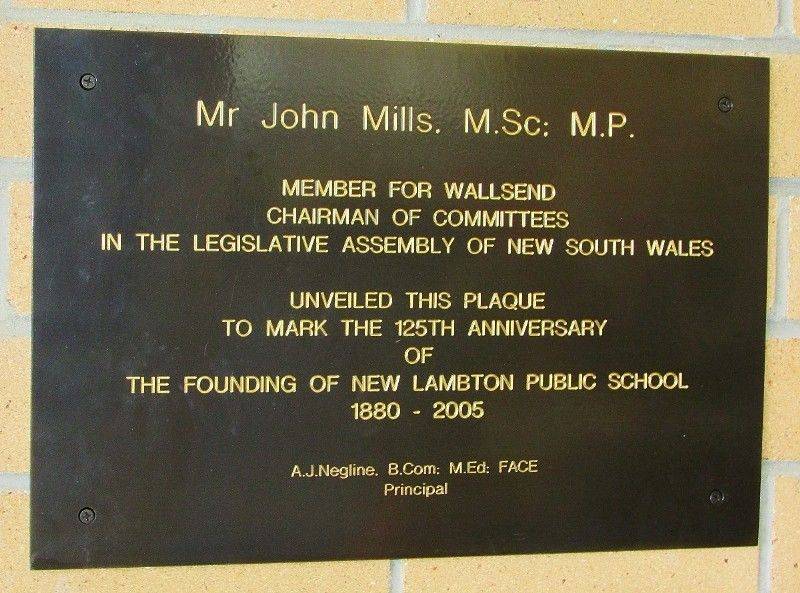 Mr John Mills. M.Sc; M.P.
MEMBER FOR WALLSEND
CHAIRMAN OF COMMITTEES
IN THE LEGISLATIVE ASSEMBLY OF NEW SOUTH WALES
UNVEILED THIS PLAQUE
TO MARK THE 125TH ANNIVERSARY
OF
THE FOUNDING OF NEW LAMBTON PUBLIC SCHOOL
1880 - 2005
A.J.Negline. B.Com; M.Ed; FACE
Principal